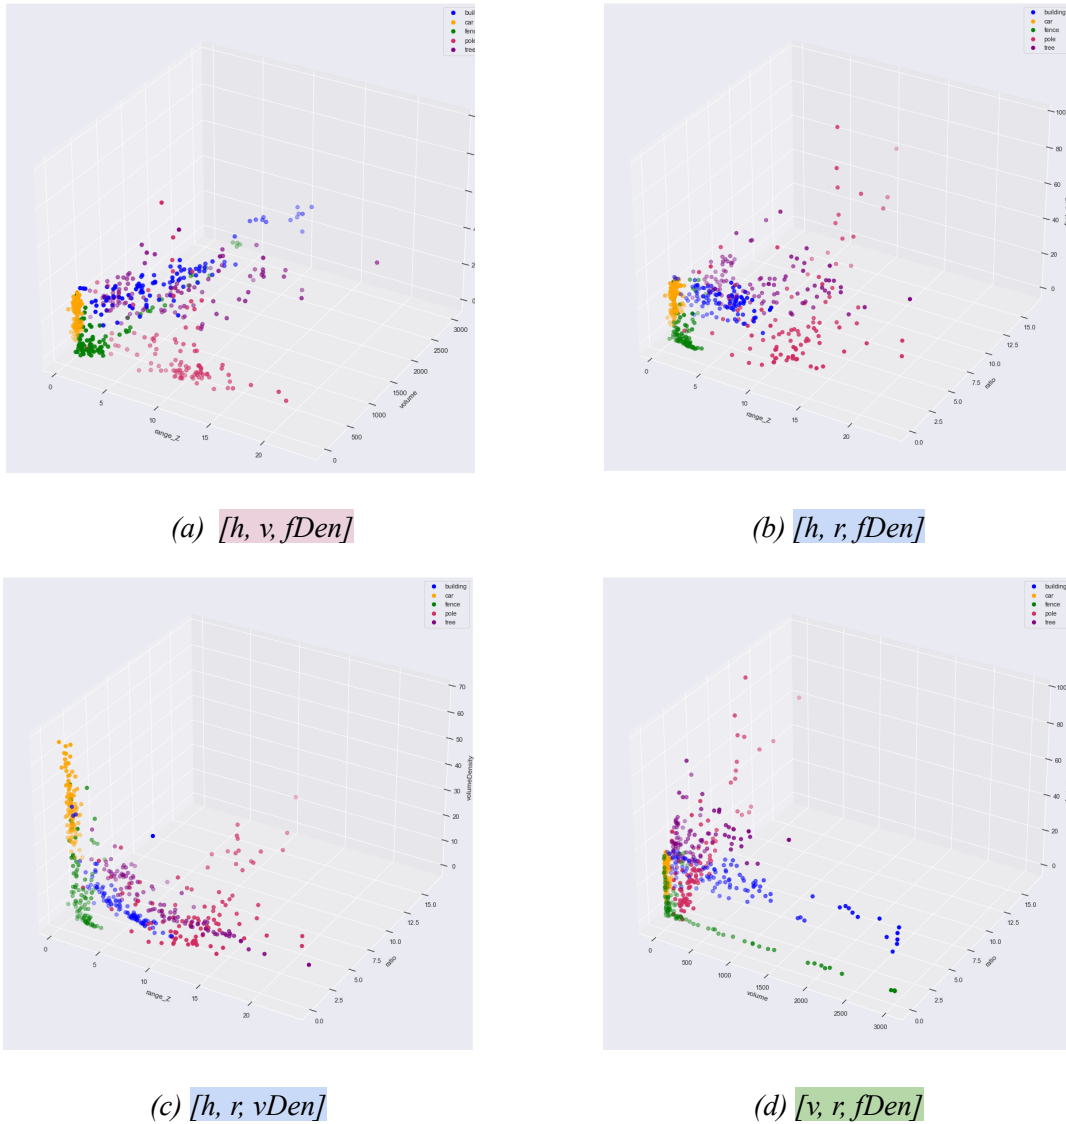 building
car
fenc
pole
tree
0
5
10
15
20
range_Z
0
500
1000
1500
2000
2500
3000
volume
(a) [h, v, fDen]
building
car
fence
pole
tree
0
5
10
15
20
range_Z
0.0
2.5
5.0
7.5
10.0
12.5
15.0
ratio
0
20
40
60
80
100
(b) [h, r, fDen]
building
car
fence
pole
tree
0
5
10
15
20
range_Z
0.0
2.5
5.0
7.5
10.0
12.5
15.0
ratio
0
10
20
30
40
50
60
70
volumeDensity
(c) [h, r, vDen]
building
car
fence
pole
tree
0
500
1000
1500
2000
2500
3000
volume
0.0
2.5
5.0
7.5
10.0
12.5
15.0
ratio
0
20
40
60
80
100
(d) [v, r, fDen]